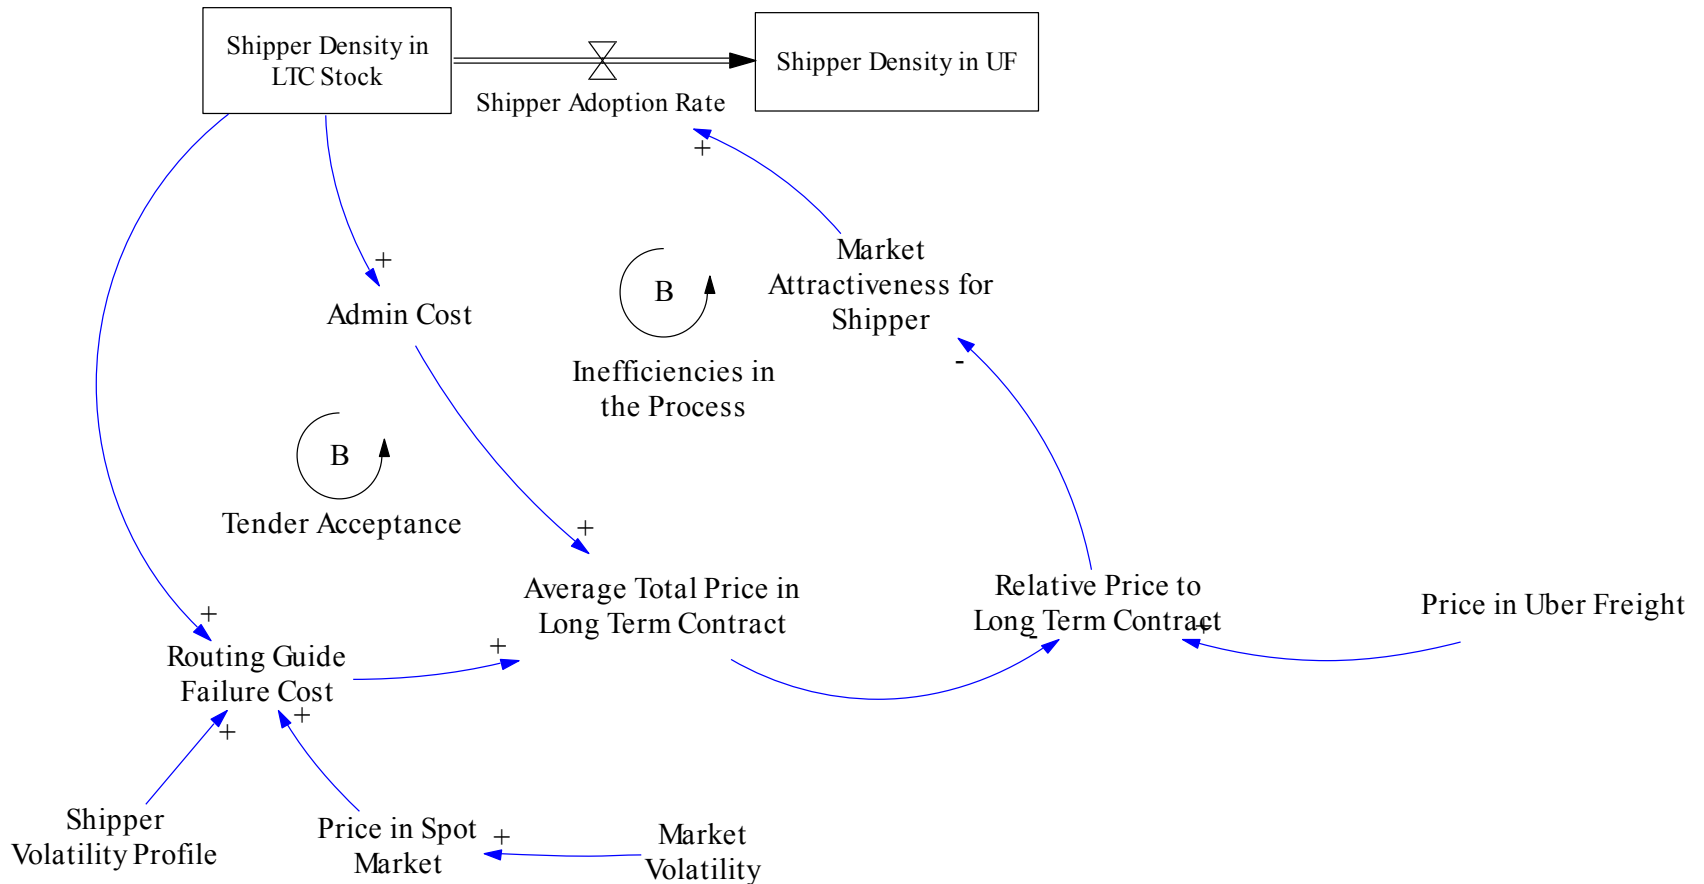 Shipper Density in
LTC Stock
Shipper Density in UF
Shipper Adoption Rate
+
Market
Attractiveness for
Shipper
+
Admin Cost
B
-
Inefficiencies in
the Process
B
Tender Acceptance
+
Average Total Price in
Long Term Contract
Relative Price to
Long Term Contract
Price in Uber Freight
+
-
+
+
Routing Guide
Failure Cost
+
+
Shipper
Volatility Profile
Price in Spot
Market
+
Market
Volatility